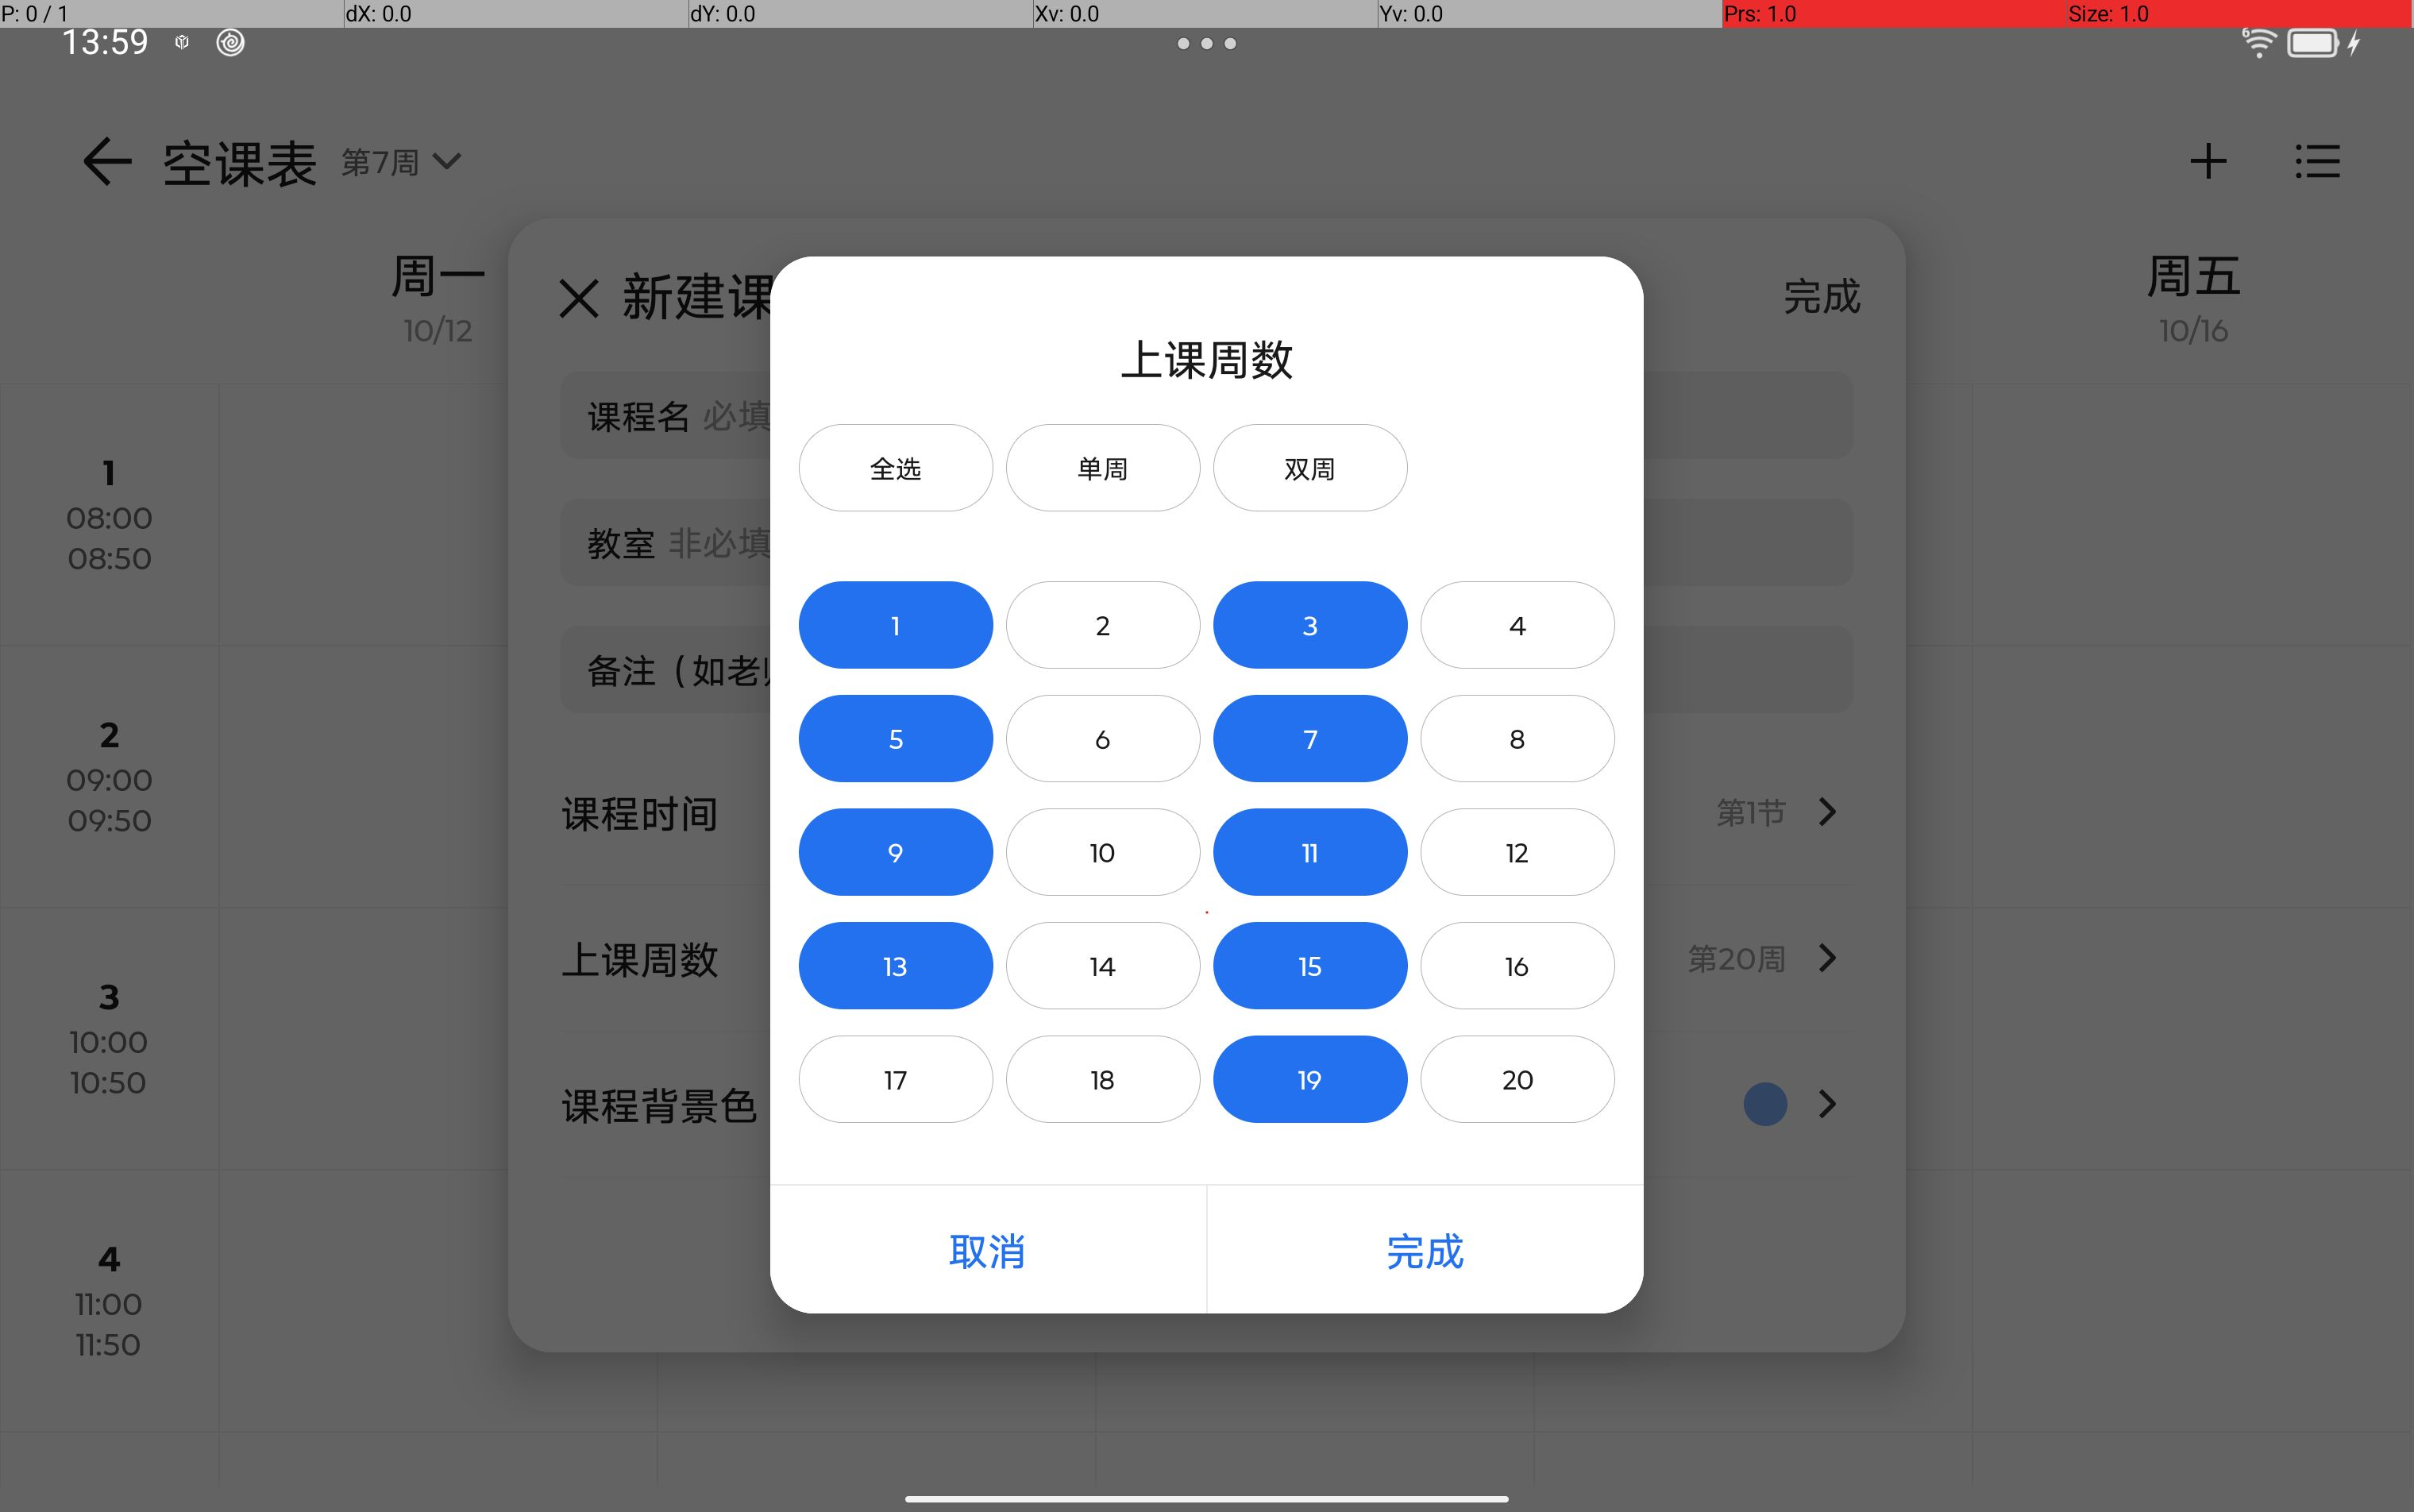 P: 0 / 1 dX: 0.0 dY: 0.0 Xv: 0.0 Yv: 0.0 Prs: 1.0 Size: 1.0
13:59 6
空课表 第7周
周一 周五
10/12 10/16
新建课 完成
上课周数
课程名 必填
全选 单周 双周
教室 非必填
1 2 3 4
备注（如老
5 6 7 8
课程时间 第1节
9 10 11 12
上课周数 第20周
13 14 15 16
课程背景色
17 18 19 20
取消 完成
1
08:00
08:50
2
09:00
09:50
3
10:00
10:50
4
11:00
11:50